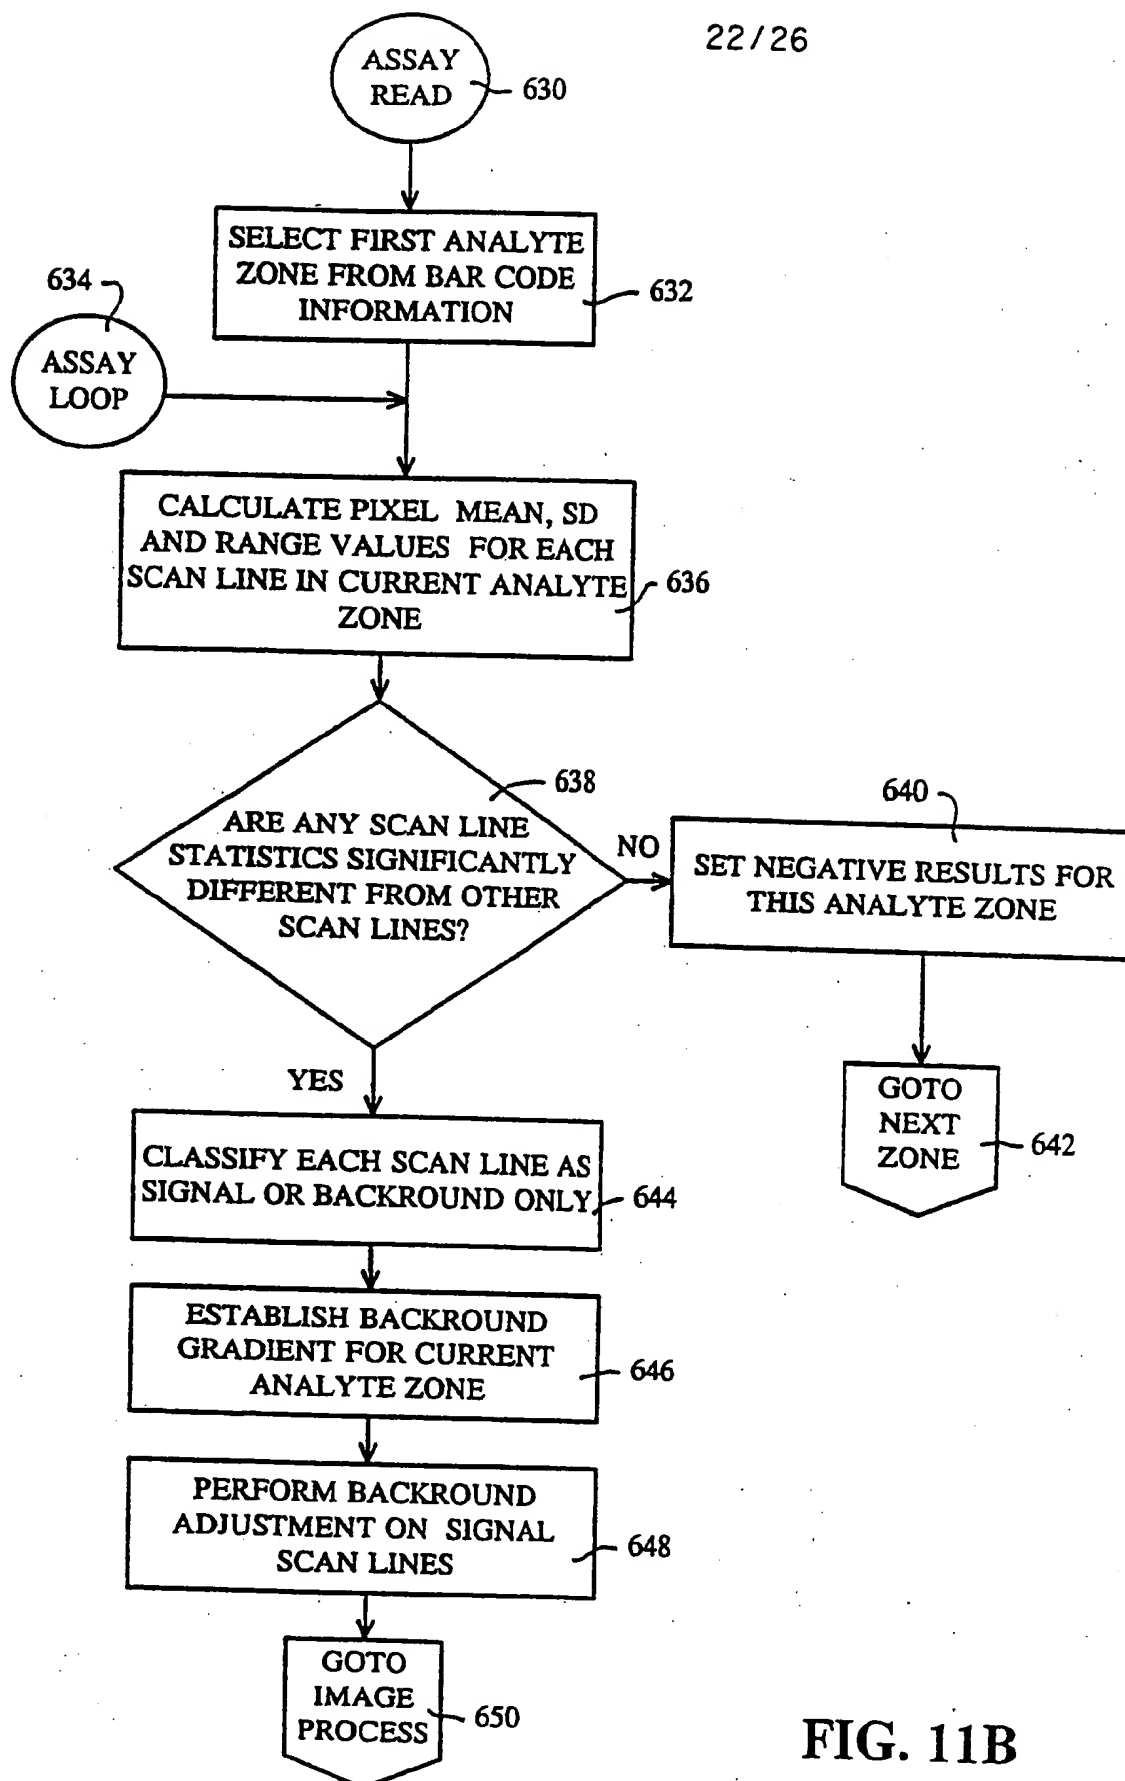 22/26
ASSAY
READ
630
SELECT FIRST ANALYTE
ZONE FROM BAR CODE
INFORMATION
632
634
ASSAY
LOOP
CALCULATE PIXEL MEAN, SD
AND RANGE VALUES FOR EACH
SCAN LINE IN CURRENT ANALYTE
ZONE
636
638
ARE ANY SCAN LINE
STATISTICS SIGNIFICANTLY
DIFFERENT FROM OTHER
SCAN LINES?
NO
640
SET NEGATIVE RESULTS FOR
THIS ANALYTE ZONE
GOTO
NEXT
ZONE
642
YES
CLASSIFY EACH SCAN LINE AS
SIGNAL OR BACKROUND ONLY
644
ESTABLISH BACKROUND
GRADIENT FOR CURRENT
ANALYTE ZONE
646
PERFORM BACKROUND
ADJUSTMENT ON SIGNAL
SCAN LINES
648
GOTO
IMAGE
PROCESS
650
FIG. 11B